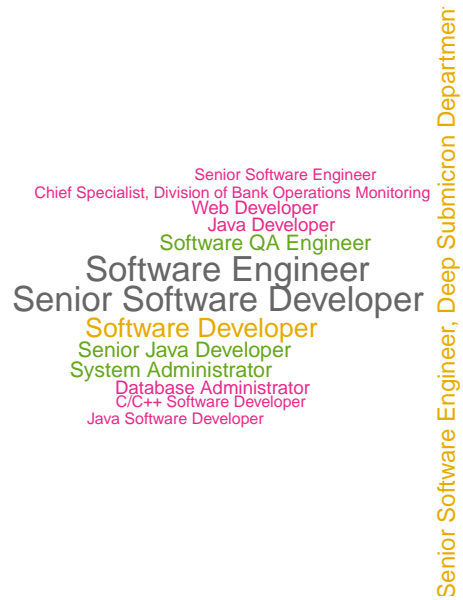 Senior Software Engineer
Chief Specialist, Division of Bank Operations Monitoring
Web Developer
Java Developer
Software QA Engineer
Software Engineer
Senior Software Developer
Software Developer
Senior Java Developer
System Administrator
Database Administrator
C/C++ Software Developer
Java Software Developer
Senior Software Engineer, Deep Submicron Departmen